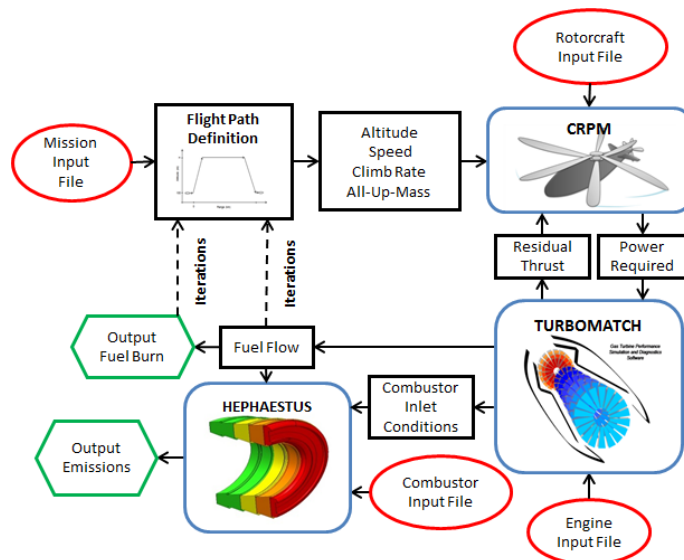 Rotorcraft
Input File
Flight Path
Definition
Mission
Input
File
Altitude
Speed
Climb Rate
All-Up-Mass
CRPM
Iterations
Iterations
Residual
Thrust
Power
Required
Output
Fuel Burn
Fuel Flow
TURBOMATCH
Gas Turbine Performance
Simulation and Diagnostics
Software
HEPHAESTUS
Combustor
Inlet
Conditions
Output
Emissions
Combustor
Input File
Engine
Input File